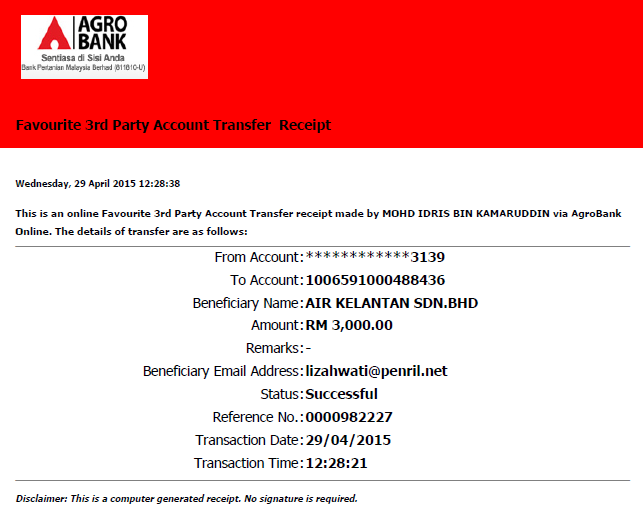 AGRO
BANK
Sentiasa di Sisi Anda
Bank Pertanian Malaysia Berhad (811810-U)
Favourite 3rd Party Account Transfer Receipt
Wednesday, 29 April 2015 12:28:38
This is an online Favourite 3rd Party Account Transfer receipt made by MOHD IDRIS BIN KAMARUDDIN via AgroBank
Online. The details of transfer are as follows:
From Account:************3139
To Account:1006591000488436
Beneficiary Name:AIR KELANTAN SDN.BHD
Amount:RM 3,000.00
Remarks:-
Beneficiary Email Address:lizahwati@penril.net
Status:Successful
Reference No.:0000982227
Transaction Date:29/04/2015
Transaction Time:12:28:21
Disclaimer: This is a computer generated receipt. No signature is required.